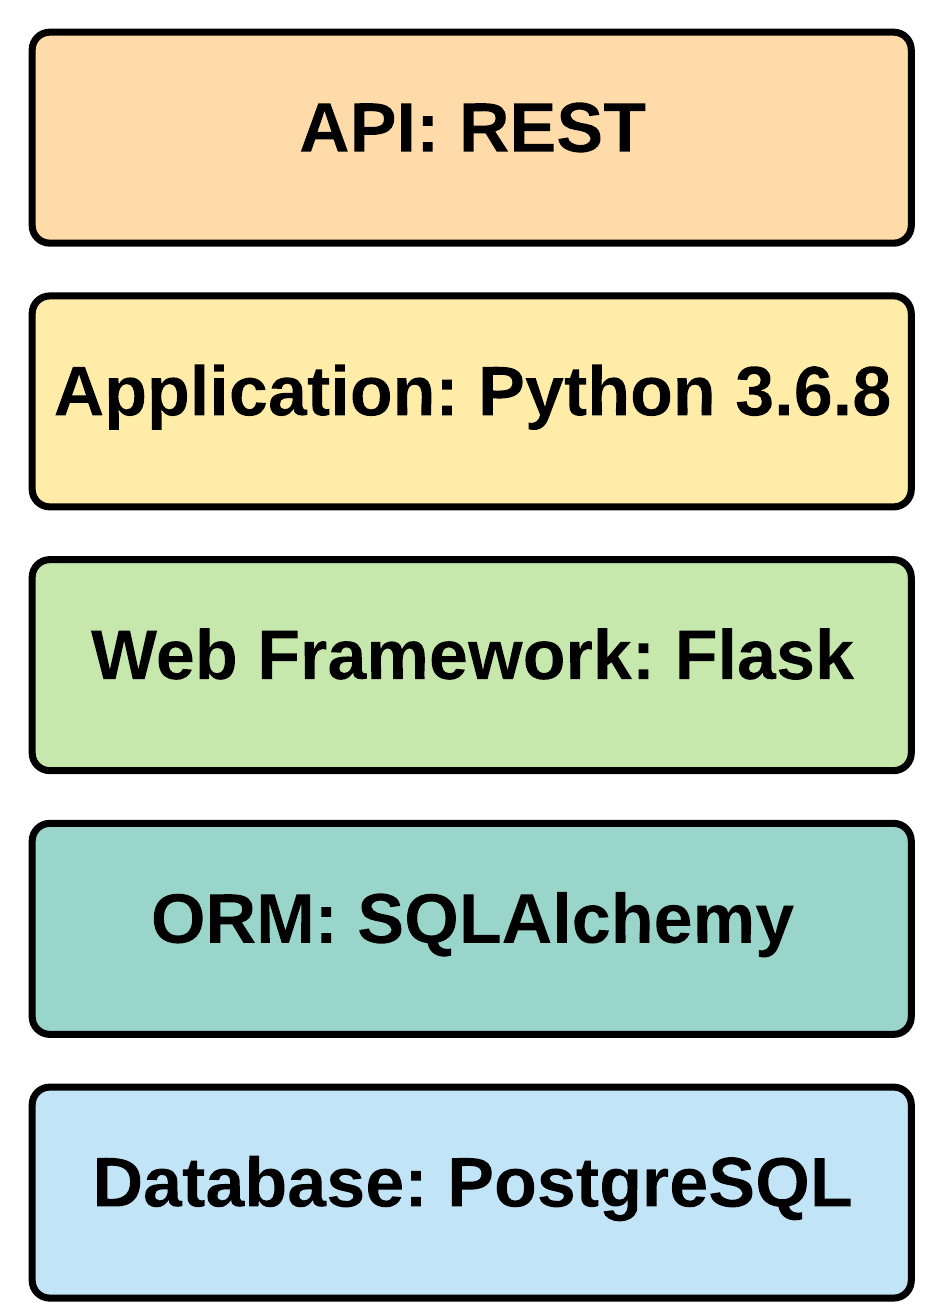 API: REST
Application: Python 3.6.8
Web Framework: Flask
ORM: SQLAlchemy
Database: PostgreSQL